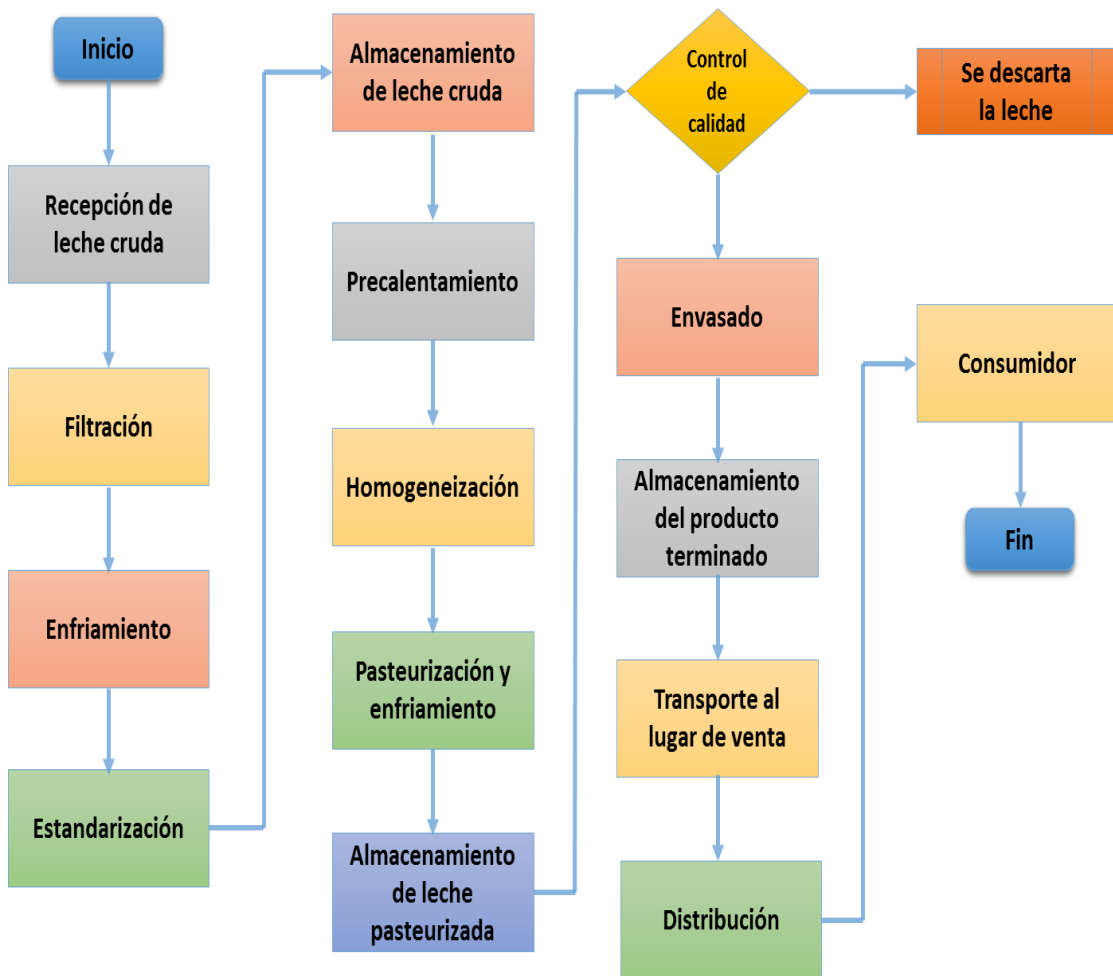 Inicio
Recepción de
leche cruda
Filtración
Enfriamiento
Estandarización
Almacenamiento
de leche cruda
Precalentamiento
Homogeneización
Pasteurización y
enfriamiento
Almacenamiento
de leche
pasteurizada
Control
de
calidad
Se descarta
la leche
Envasado
Almacenamiento
del producto
terminado
Transporte al
lugar de venta
Distribución
Consumidor
Fin